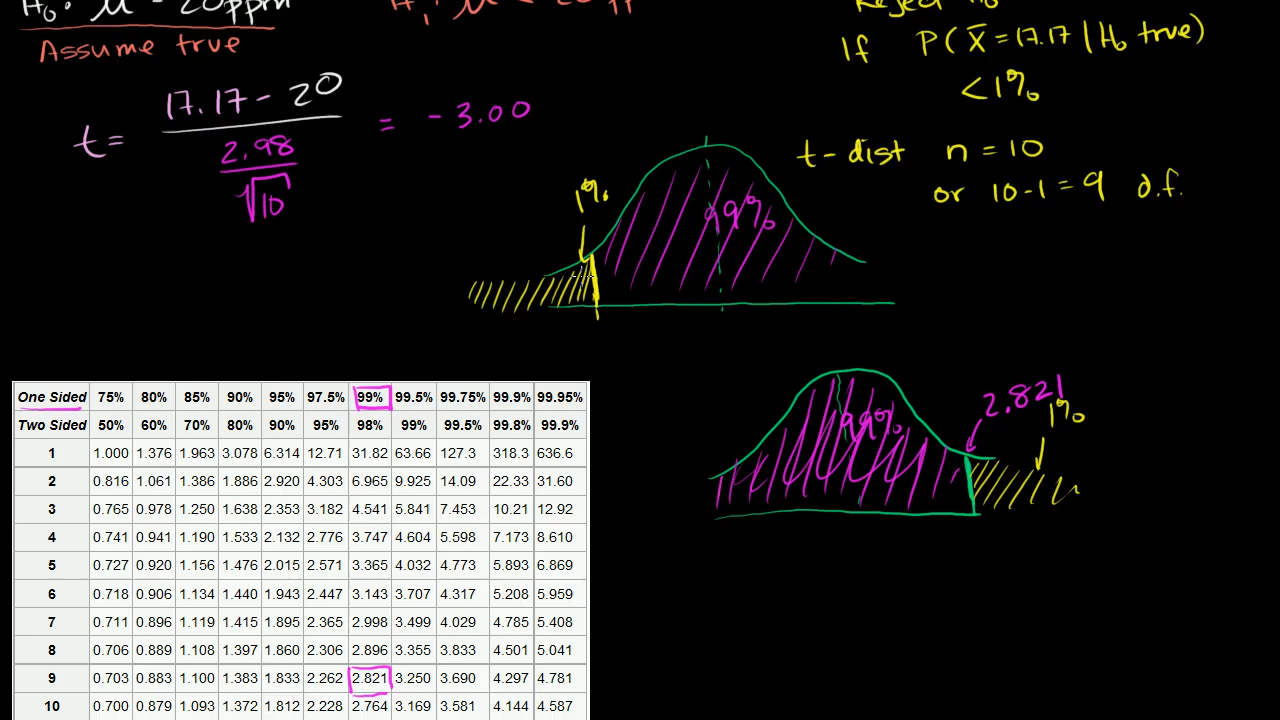 H₀: μ = 20ppm
H₁: μ < 20
Assume true
Reject H₀
If P(X̄ = 17.17 | H₀ true)
< 1%
t = (17.17 - 20) / (2.98 / √10) = -3.00
t-dist n = 10
or 10-1 = 9 d.f.
1%
99%
2.821
1%
99%
One Sided 75% 80% 85% 90% 95% 97.5% 99% 99.5% 99.75% 99.9% 99.95%
Two Sided 50% 60% 70% 80% 90% 95% 98% 99% 99.5% 99.8% 99.9%
1 1.000 1.376 1.963 3.078 6.314 12.71 31.82 63.66 127.3 318.3 636.6
2 0.816 1.061 1.386 1.886 2.920 4.303 6.965 9.925 14.09 22.33 31.60
3 0.765 0.978 1.250 1.638 2.353 3.182 4.541 5.841 7.453 10.21 12.92
4 0.741 0.941 1.190 1.533 2.132 2.776 3.747 4.604 5.598 7.173 8.610
5 0.727 0.920 1.156 1.476 2.015 2.571 3.365 4.032 4.773 5.893 6.869
6 0.718 0.906 1.134 1.440 1.943 2.447 3.143 3.707 4.317 5.208 5.959
7 0.711 0.896 1.119 1.415 1.895 2.365 2.998 3.499 4.029 4.785 5.408
8 0.706 0.889 1.108 1.397 1.860 2.306 2.896 3.355 3.833 4.501 5.041
9 0.703 0.883 1.100 1.383 1.833 2.262 2.821 3.250 3.690 4.297 4.781
10 0.700 0.879 1.093 1.372 1.812 2.228 2.764 3.169 3.581 4.144 4.587